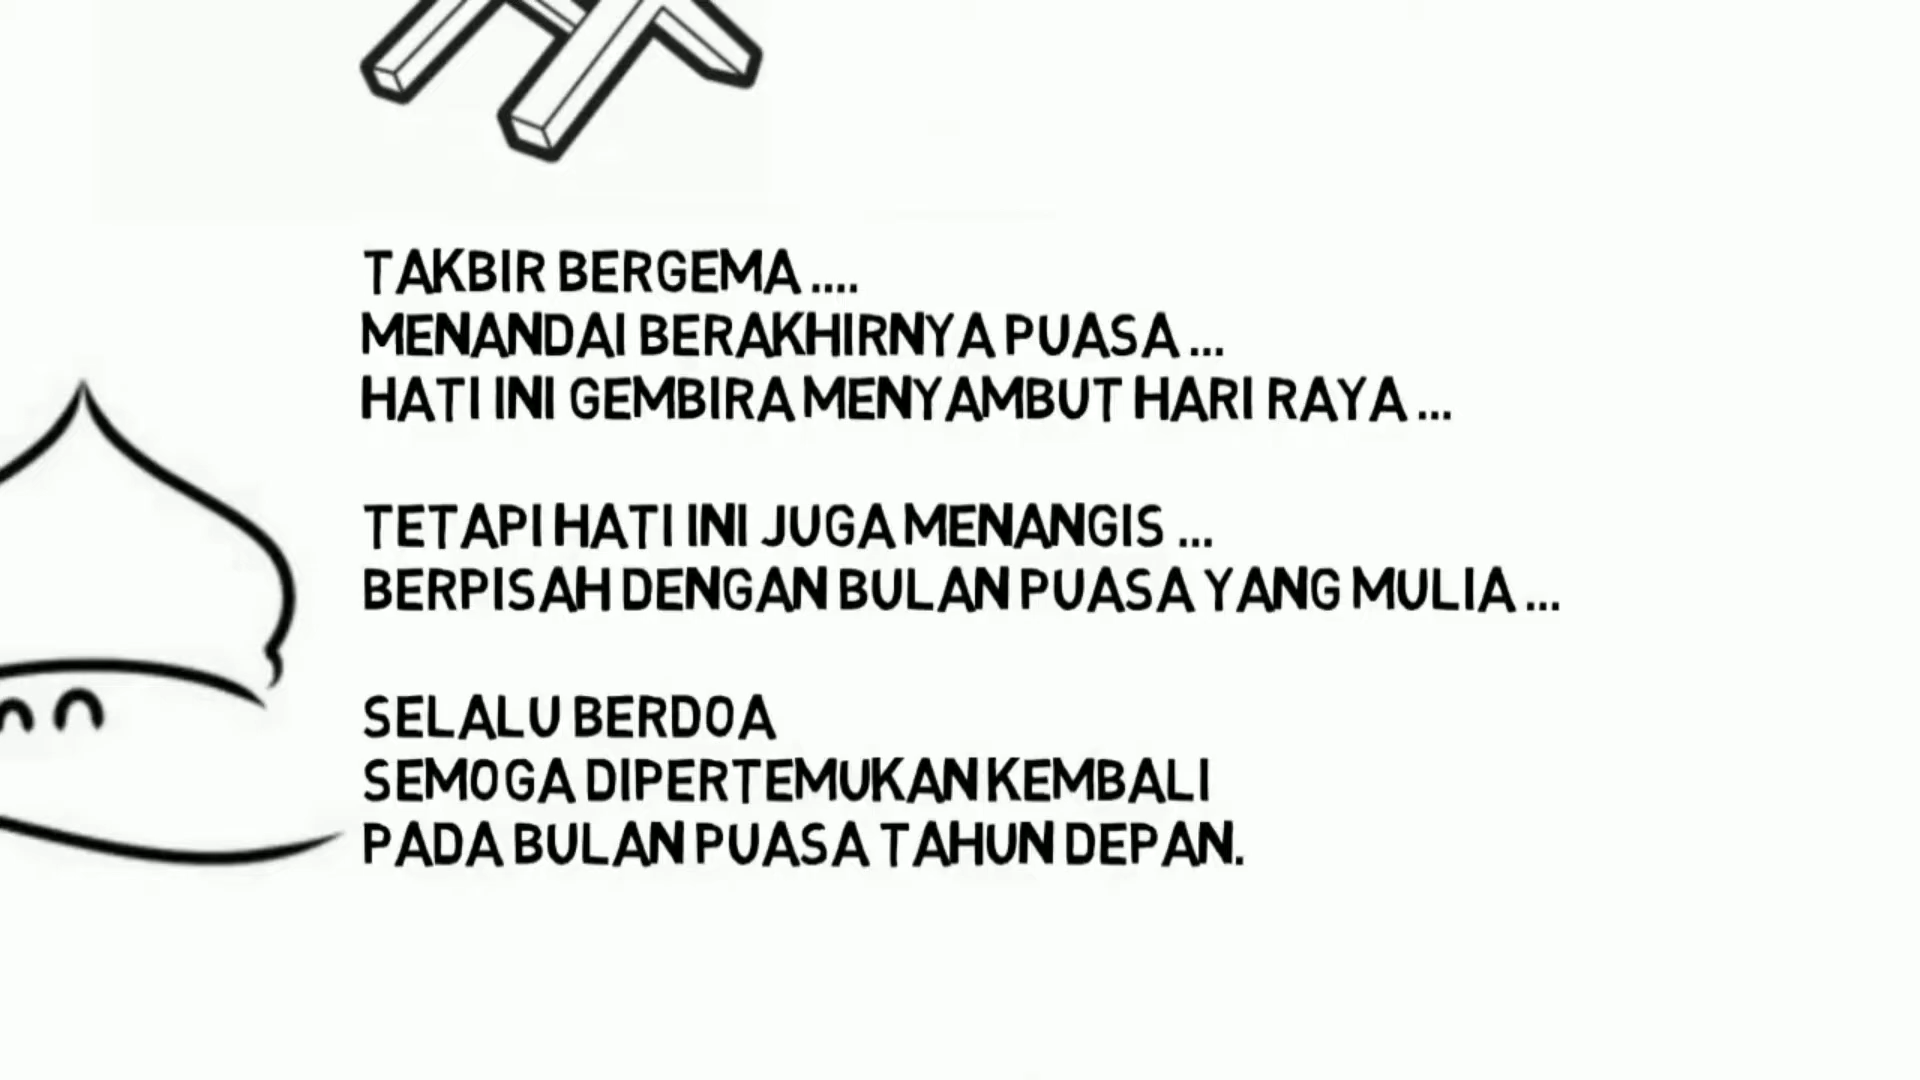 TAKBIR BERGEMA ....
MENANDAI BERAKHIRNYA PUASA ...
HATI INI GEMBIRA MENYAMBUT HARI RAYA ...
TETAPI HATI INI JUGA MENANGIS ...
BERPISAH DENGAN BULAN PUASA YANG MULIA ...
SELALU BERDOA
SEMOGA DIPERTEMUKAN KEMBALI
PADA BULAN PUASA TAHUN DEPAN.